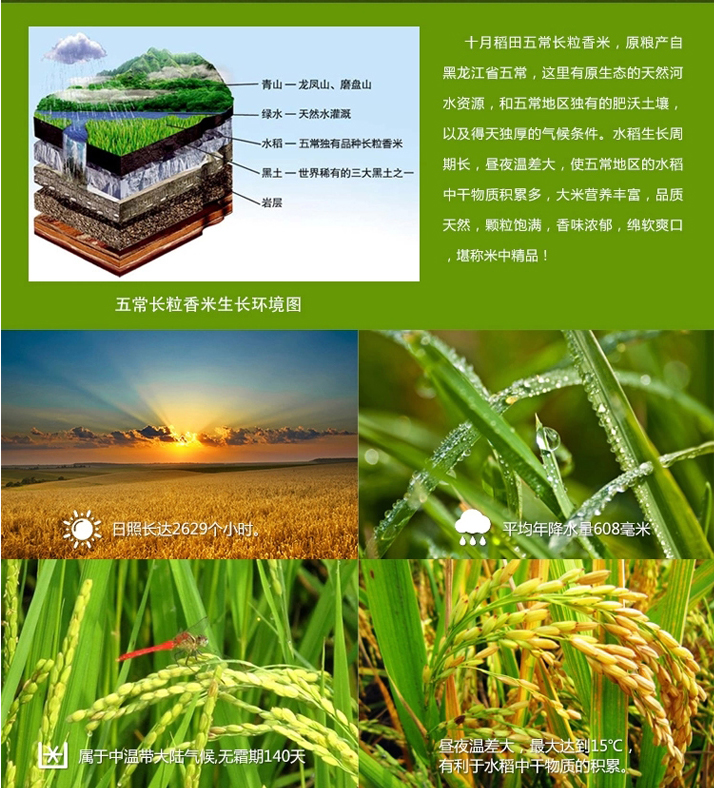 青山 — 龙凤山、磨盘山
绿水 — 天然水灌溉
水稻 — 五常独有品种长粒香米
黑土 — 世界稀有的三大黑土之一
岩层
五常长粒香米生长环境图
十月稻田五常长粒香米，原粮产自
黑龙江省五常，这里有原生态的天然河
水资源，和五常地区独有的肥沃土壤，
以及得天独厚的气候条件。水稻生长周
期长，昼夜温差大，使五常地区的水稻
中干物质积累多，大米营养丰富，品质
天然，颗粒饱满，香味浓郁，绵软爽口
，堪称米中精品！
日照长达2629个小时。
平均年降水量608毫米
属于中温带大陆气候,无霜期140天
昼夜温差大，最大达到15℃，
有利于水稻中干物质的积累。